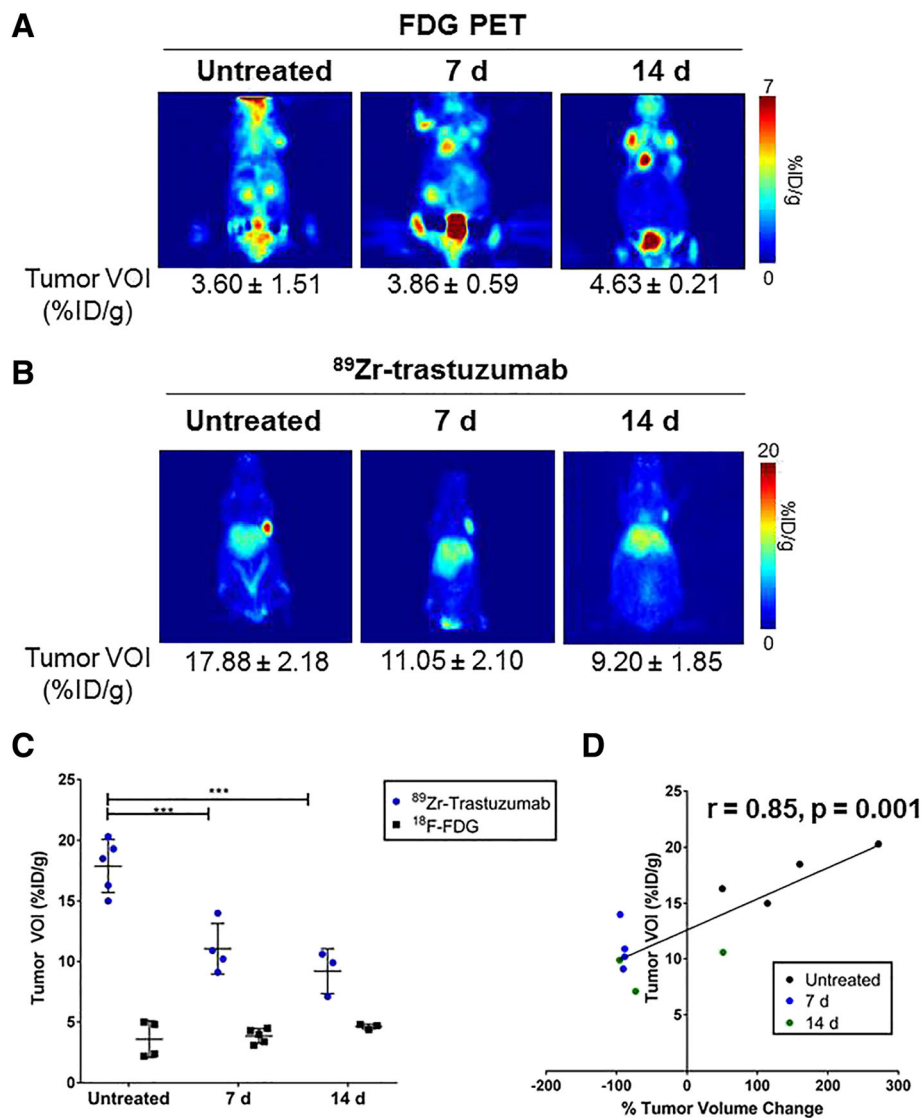 A
FDG PET
Untreated 7 d 14 d
7
%ID/g
0
Tumor VOI 3.60 ± 1.51 3.86 ± 0.59 4.63 ± 0.21
(%ID/g)
B
⁸⁹Zr-trastuzumab
Untreated 7 d 14 d
20
%ID/g
0
Tumor VOI 17.88 ± 2.18 11.05 ± 2.10 9.20 ± 1.85
(%ID/g)
C
Tumor VOI (%ID/g)
25
20
15
10
5
0
*** 
***
⁸⁹Zr-Trastuzumab
¹⁸F-FDG
Untreated 7 d 14 d
D
r = 0.85, p = 0.001
Tumor VOI (%ID/g)
25
20
15
10
5
Untreated
7 d
14 d
-200 -100 0 100 200 300
% Tumor Volume Change